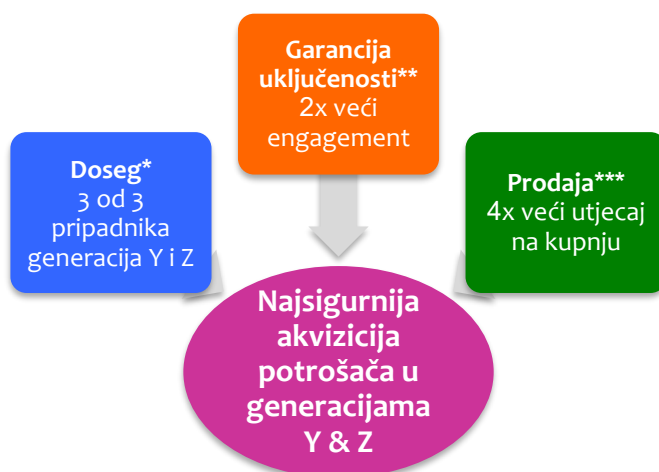 Garancija
uključenosti**
2x veći
engagement
Doseg*
3 od 3
pripadnika
generacija Y i Z
Prodaja***
4x veći utjecaj
na kupnju
Najsigurnija
akvizicija
potrošača u
generacijama
Y & Z